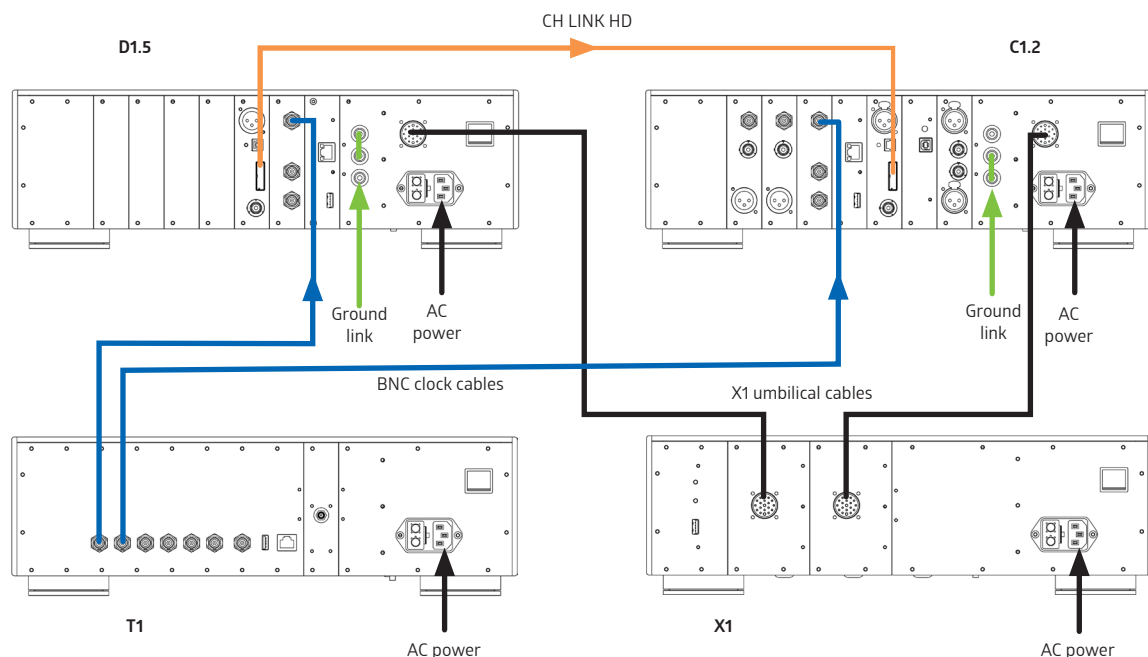 CH LINK HD
D1.5
C1.2
Ground
link
AC
power
Ground
link
AC
power
BNC clock cables
X1 umbilical cables
T1
X1
AC power
AC power